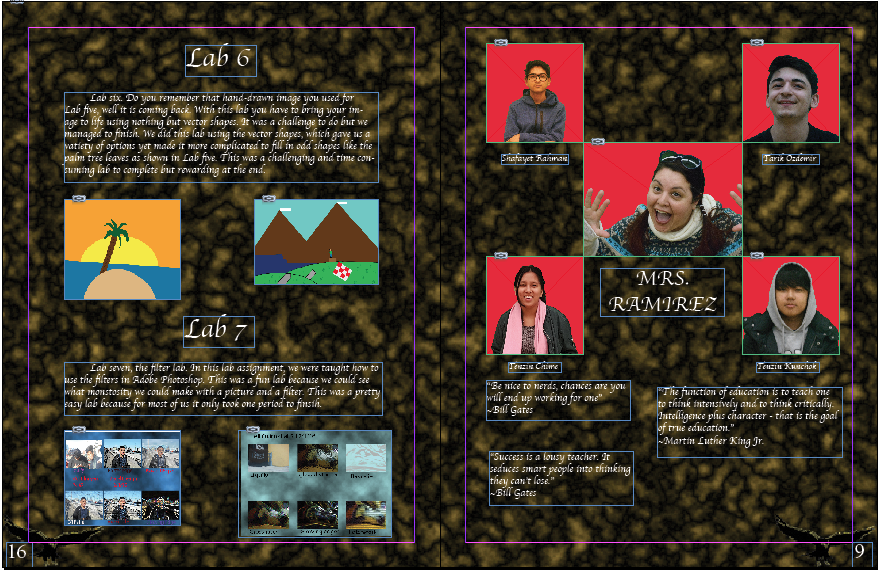 Lab 6
Lab six. Do you remember that hand-drawn image you used for
Lab five, well it is coming back. With this lab you have to bring your im-
age to life using nothing but vector shapes. It was a challenge to do but we
managed to finish. We did this lab using the vector shapes, which gave us a
vatiety of options yet made it more complicated to fill in odd shapes like the
palm tree leaves as shown in Lab five. This was a challenging and time con-
suming lab to complete but rewarding at the end.
Lab 7
Lab seven, the filter lab. In this lab assignment, we were taught how to
use the filters in Adobe Photoshop. This was a fun lab because we could see
what monstosity we could make with a picture and a filter. This was a pretty
easy lab because for most of us it only took one period to finsih.
16
Shafayet Rahman
Tarik Ozdemir
MRS.
RAMIREZ
Tenzin Chime
Tenzin Kunchok
"Be nice to nerds, chances are you
will end up working for one"
~Bill Gates
"The function of education is to teach one
to think intensively and to think critically.
Intelligence plus character - that is the goal
of true education."
~Martin Luther King Jr.
"Success is a lousy teacher. It
seduces smart people into thinking
they can't lose."
~Bill Gates
9